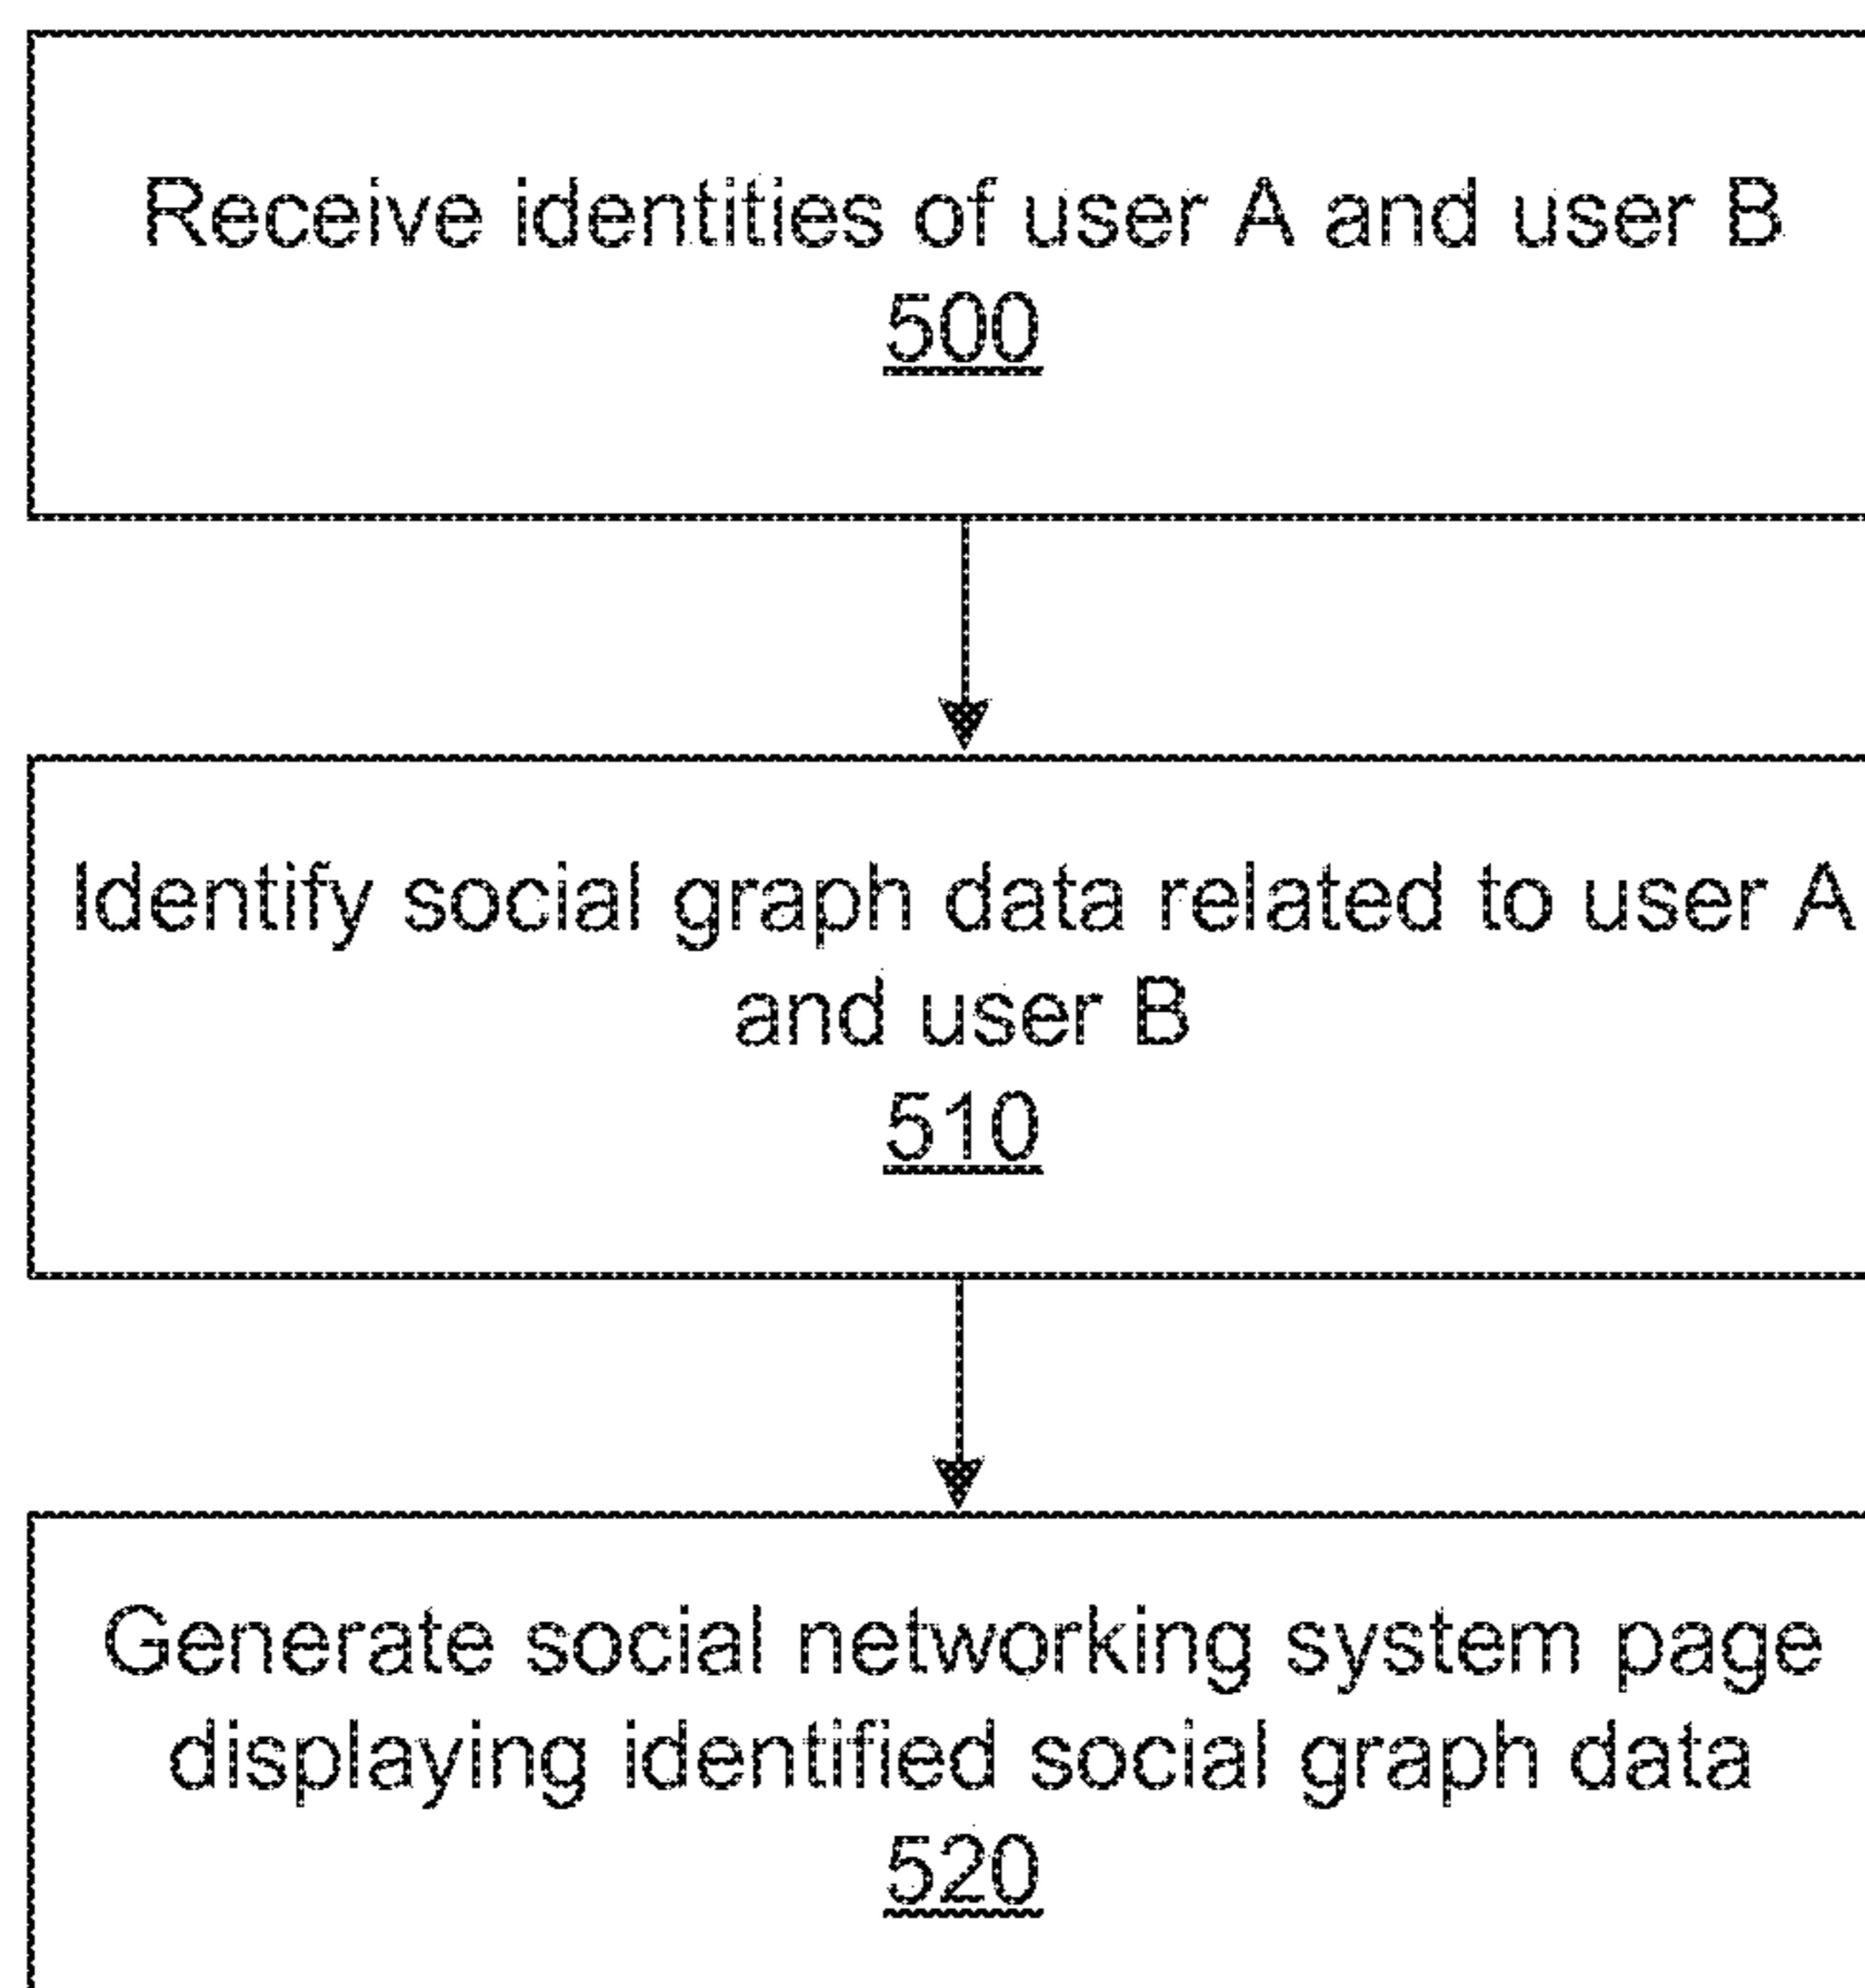 Receive identities of user A and user B
500
Identify social graph data related to user A
and user B
510
Generate social networking system page
displaying identified social graph data
520